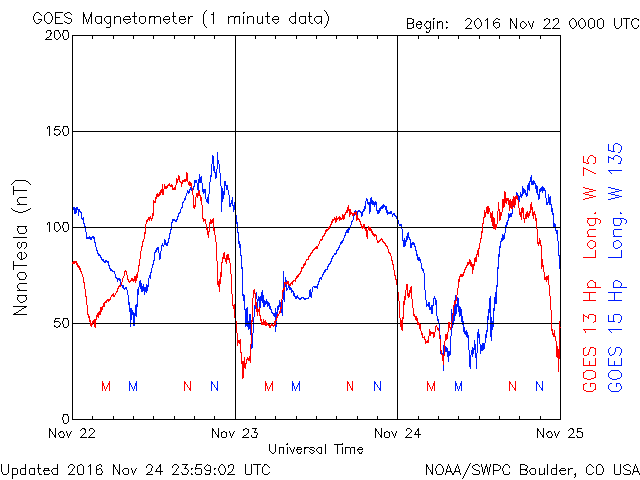 GOES Magnetometer (1 minute data)
Begin: 2016 Nov 22 0000 UTC
200
150
100
50
0
NanoTesla (nT)
M M N N M M N N M M N N
Nov 22 Nov 23 Nov 24 Nov 25
Universal Time
GOES 13 Hp Long. W 75
GOES 15 Hp Long. W 135
Updated 2016 Nov 24 23:59:02 UTC
NOAA/SWPC Boulder, CO USA